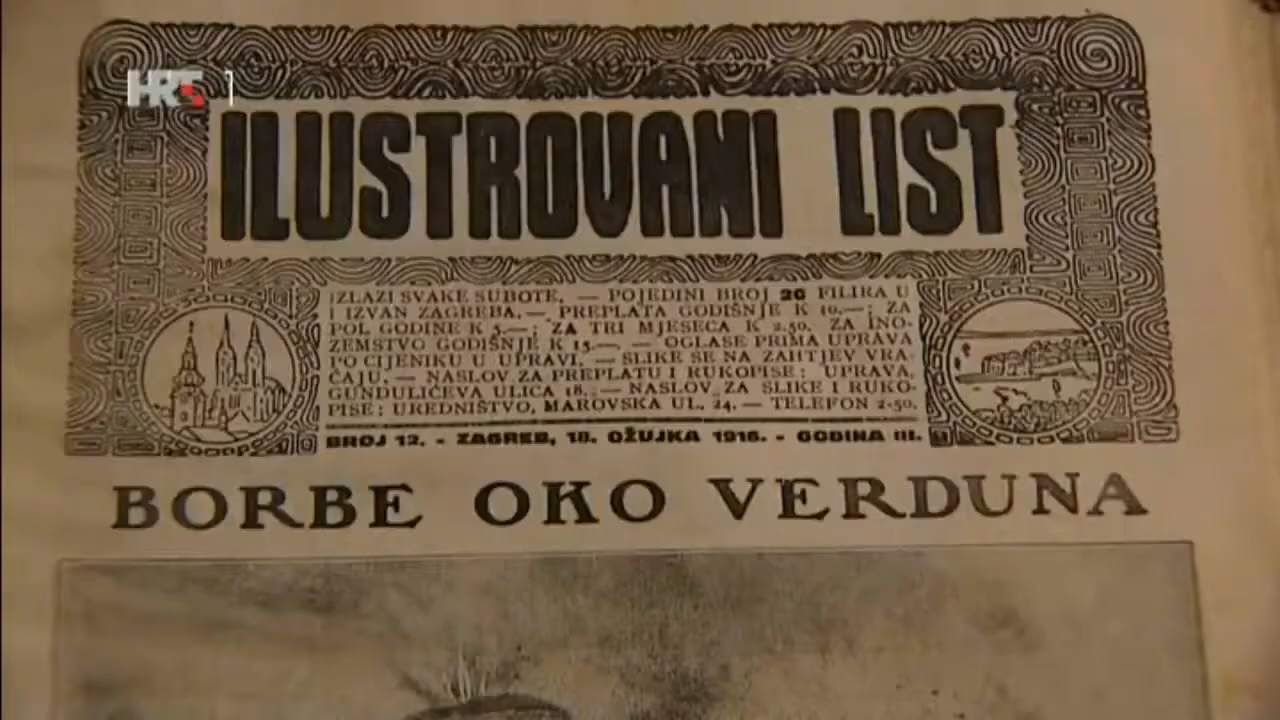 HRT 1
ILUSTROVANI LIST
IZLAZI SVAKE SUBOTE. — POJEDINI BROJ 26 FILIRA U
I IZVAN ZAGREBA. — PREPLATA GODIŠNJE K 10.—; ZA
POL GODINE K 5.—; ZA TRI MJESECA K 2.50. ZA INO-
ZEMSTVO GODIŠNJE K 15.—. — OGLASE PRIMA UPRAVA
PO CIJENIKU U UPRAVI. — SLIKE SE NA ZAHTJEV VRA-
ĆAJU. — NASLOV ZA PREPLATU I RUKOPISE: UPRAVA,
GUNDULIĆEVA ULICA 18. — NASLOV ZA SLIKE I RUKO-
PISE: UREDNIŠTVO, MAROVSKA UL. 24. — TELEFON 2-50.
BROJ 12. - ZAGREB, 18. OŽUJKA 1916. - GODINA III.
BORBE OKO VERDUNA